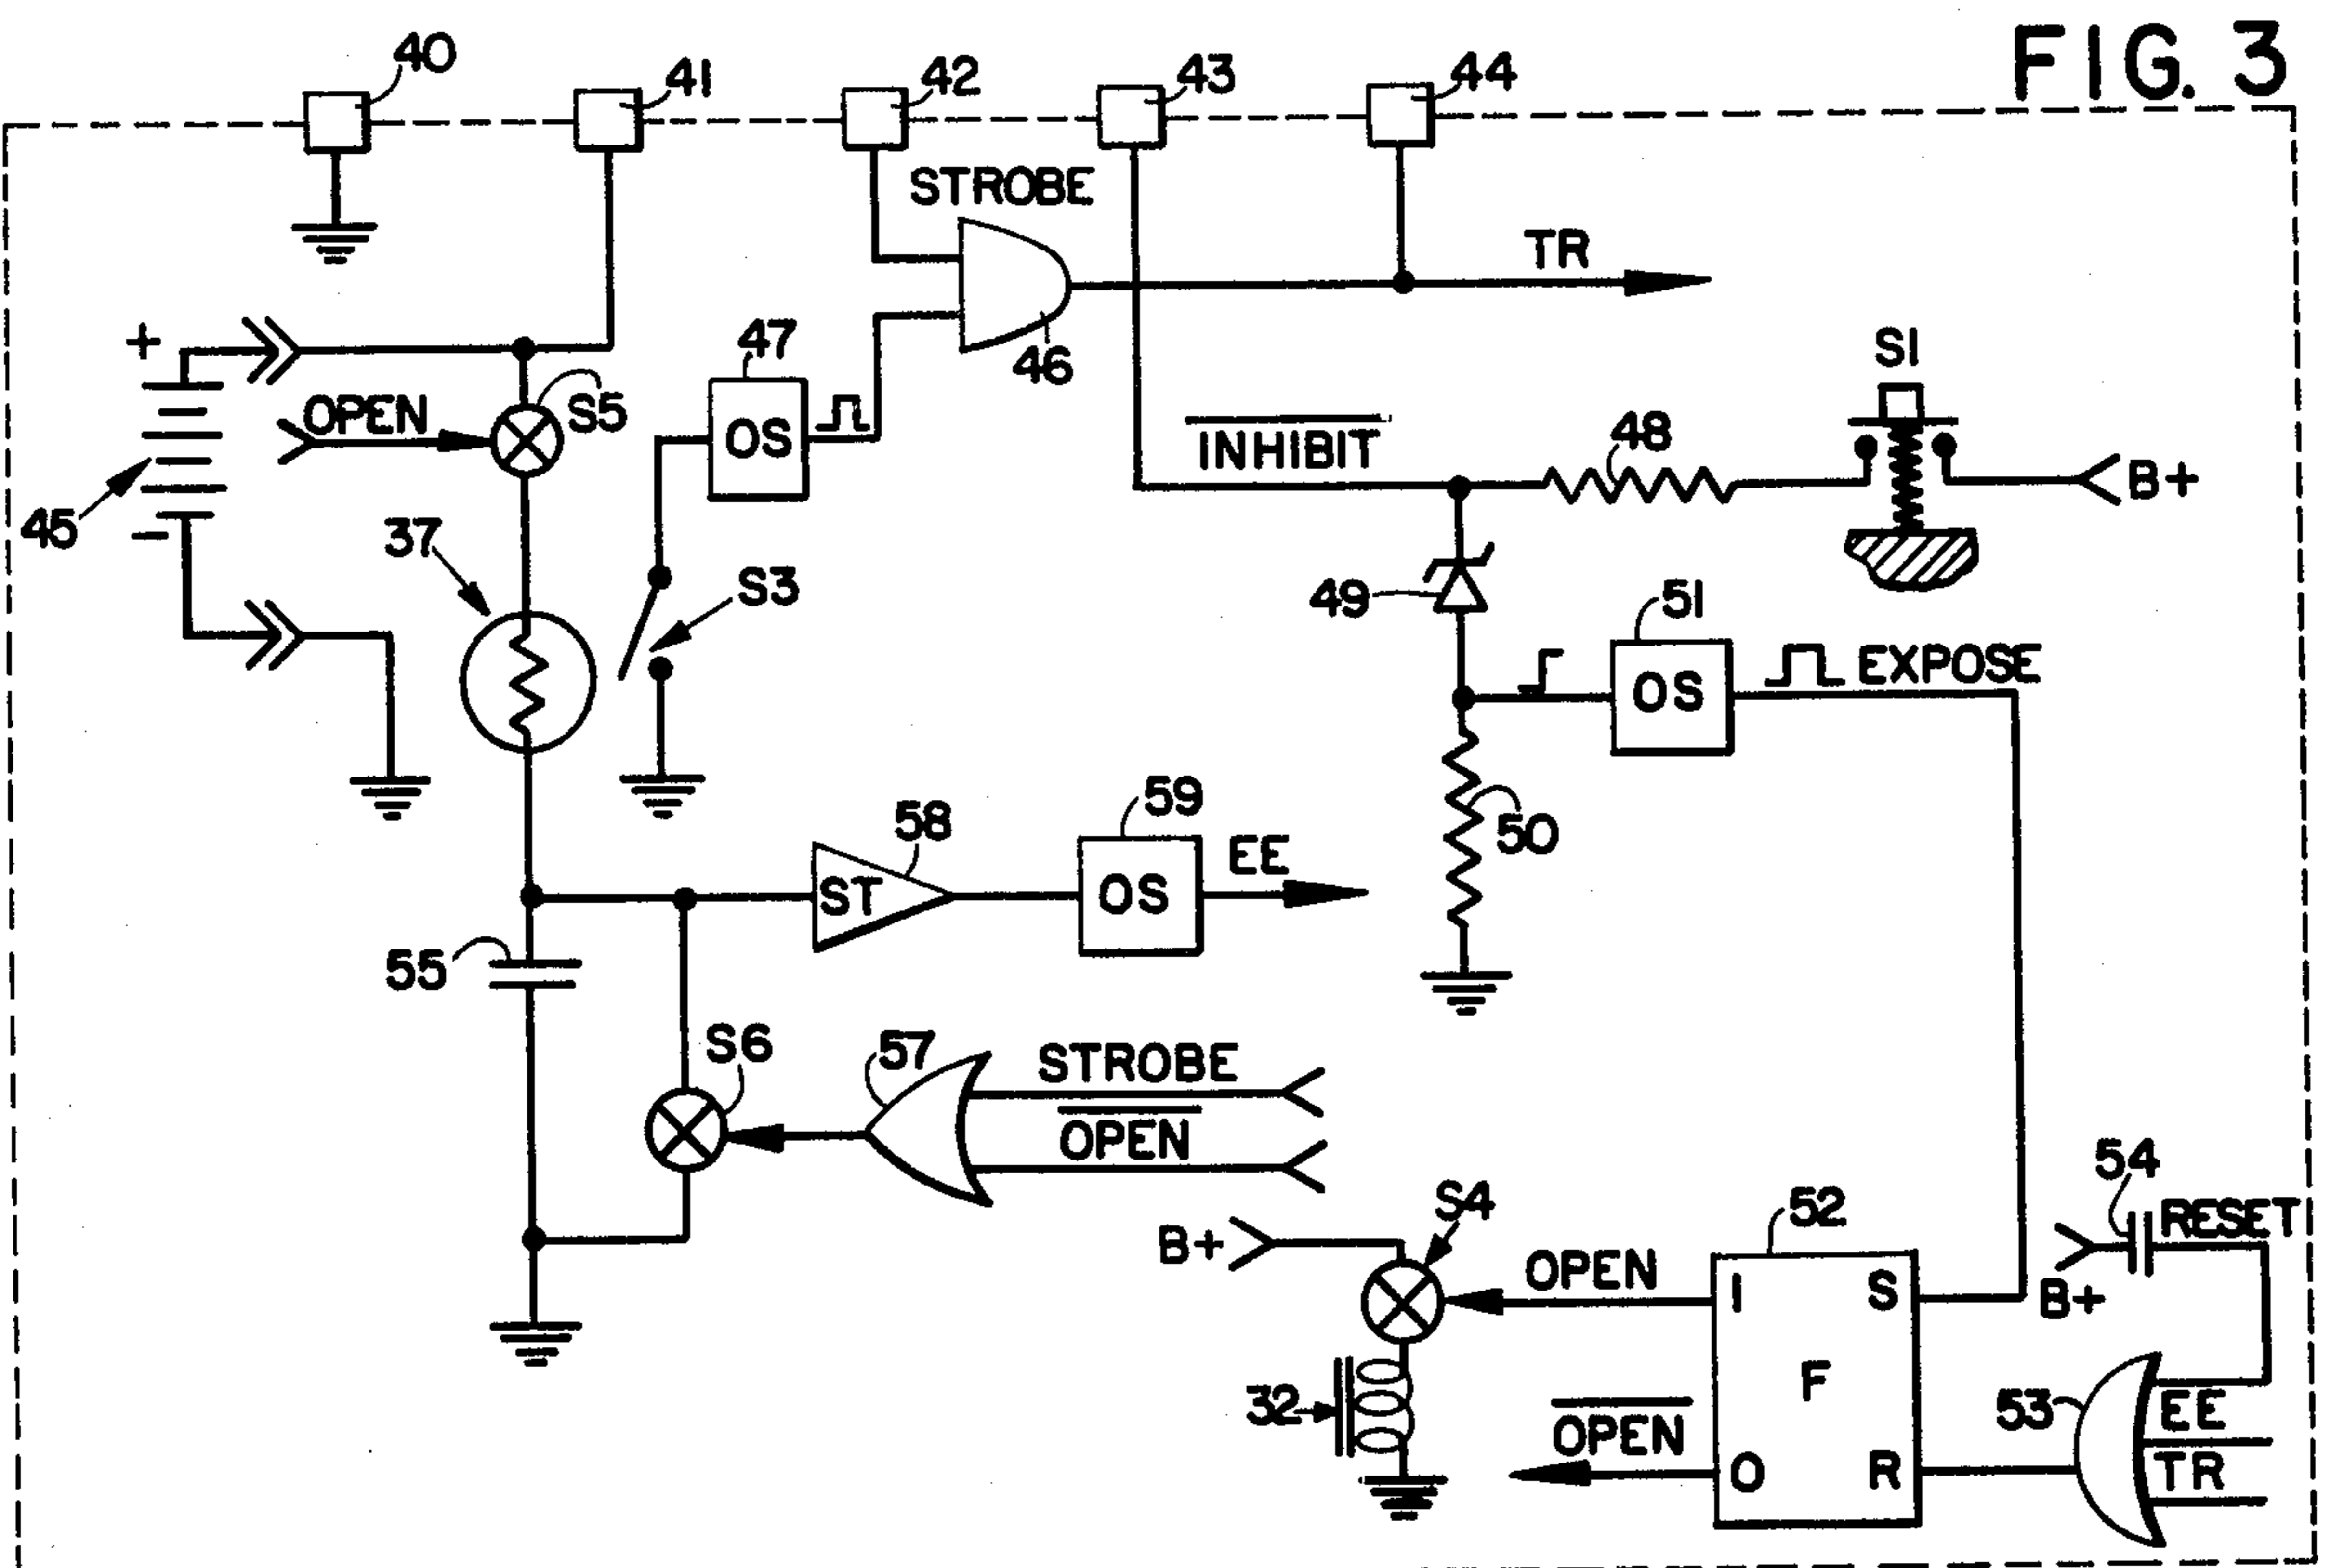 FIG. 3
40
41
42
43
44
STROBE
TR
+
47
46
S1
OPEN
S5
OS
INHIBIT
48
B+
45
-
37
S3
49
51
OS
EXPOSE
50
58
59
ST
OS
EE
55
S6
57
STROBE
OPEN
54
RESET
S4
52
B+
OPEN
I
S
B+
F
32
53
EE
OPEN
O
R
TR